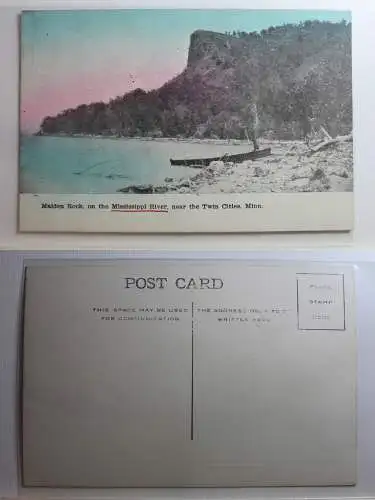 Maiden Rock, on the Mississippi River, near the Twin Cities, Minn.
POST CARD
THIS SPACE MAY BE USED
FOR COMMUNICATION.
THE ADDRESS ONLY TO BE
WRITTEN HERE
PLACE
STAMP
HERE